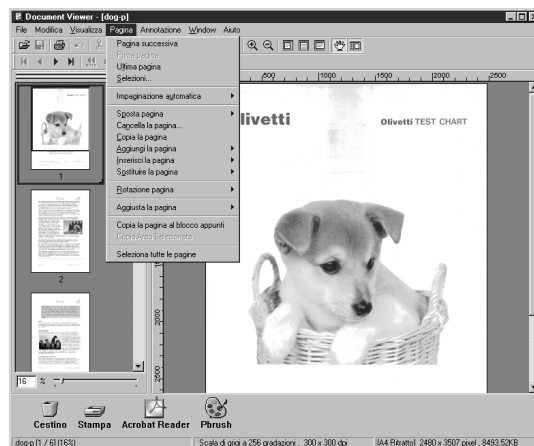 Document Viewer - [dog-p]
File Modifica Visualizza Pagina Annotazione Window Aiuto
Pagina successiva
Prima pagina
Ultima pagina
Selezioni...
Impaginazione automatica
Sposta pagina
Cancella la pagina...
Copia la pagina
Aggiungi la pagina
Inserisci la pagina
Sostituire la pagina
Rotazione pagina
Aggiusta la pagina
Copia la pagina al blocco appunti
Copia Area Selezionata
Seleziona tutte le pagine
500 1000 1500 2000 2500
livetti Olivetti TEST CHART
1
2
2000
2500
16 %
Cestino Stampa Acrobat Reader Pbrush
dog-p [1 / 6] (16%) Scala di grigi a 256 gradazioni , 300 x 300 dpi [A4 Ritratto] 2480 x 3507 pixel , 8493.52KB